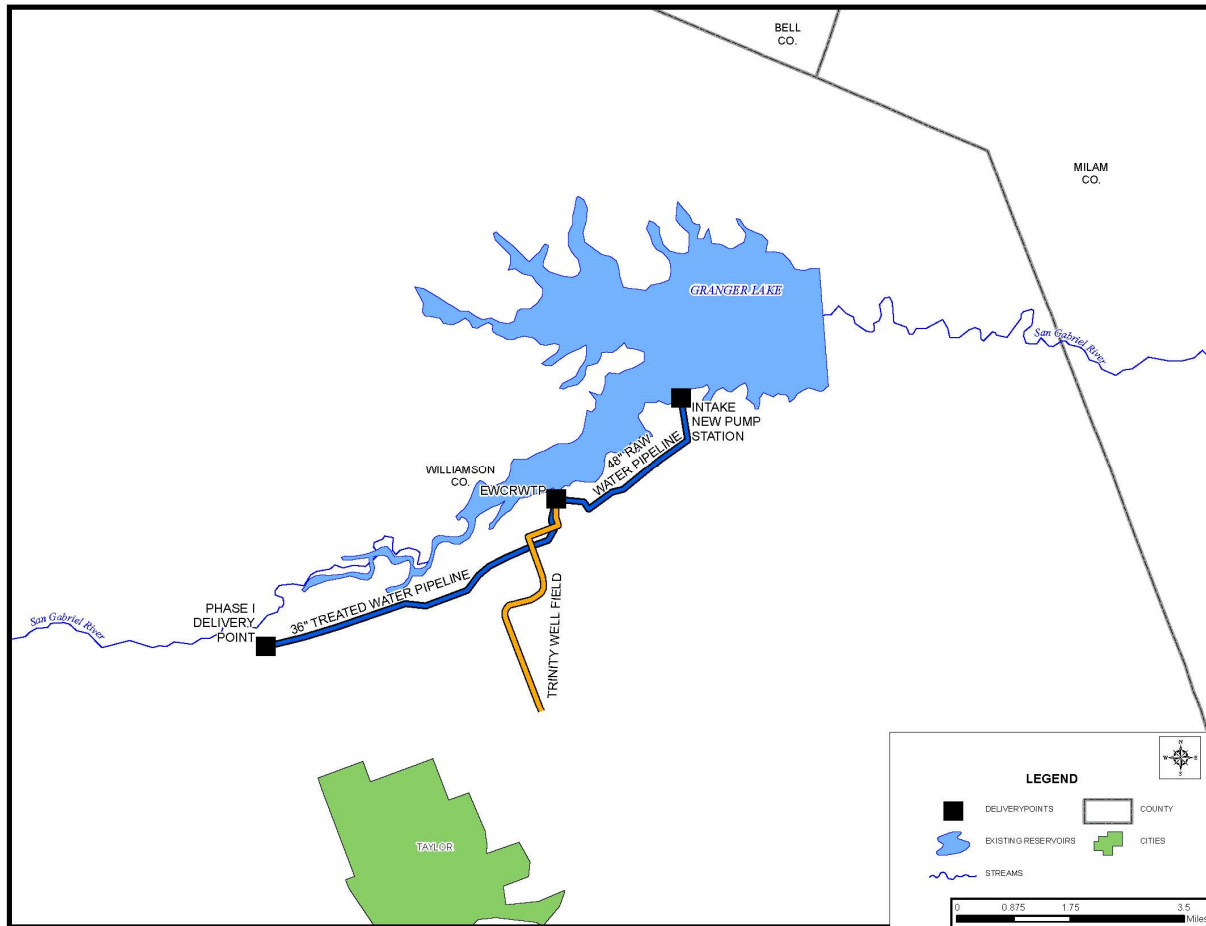 BELL
CO.
MILAM
CO.
GRANGER LAKE
San Gabriel River
INTAKE
NEW PUMP
STATION
48" RAW
WATER PIPELINE
WILLIAMSON
CO.
EWCRWTP
36" TREATED WATER PIPELINE
PHASE I
DELIVERY
POINT
San Gabriel River
TRINITY WELL FIELD
TAYLOR
N
W E
S
LEGEND
DELIVERYPOINTS
COUNTY
EXISTING RESERVOIRS
CITIES
STREAMS
0 0.875 1.75 3.5
Miles